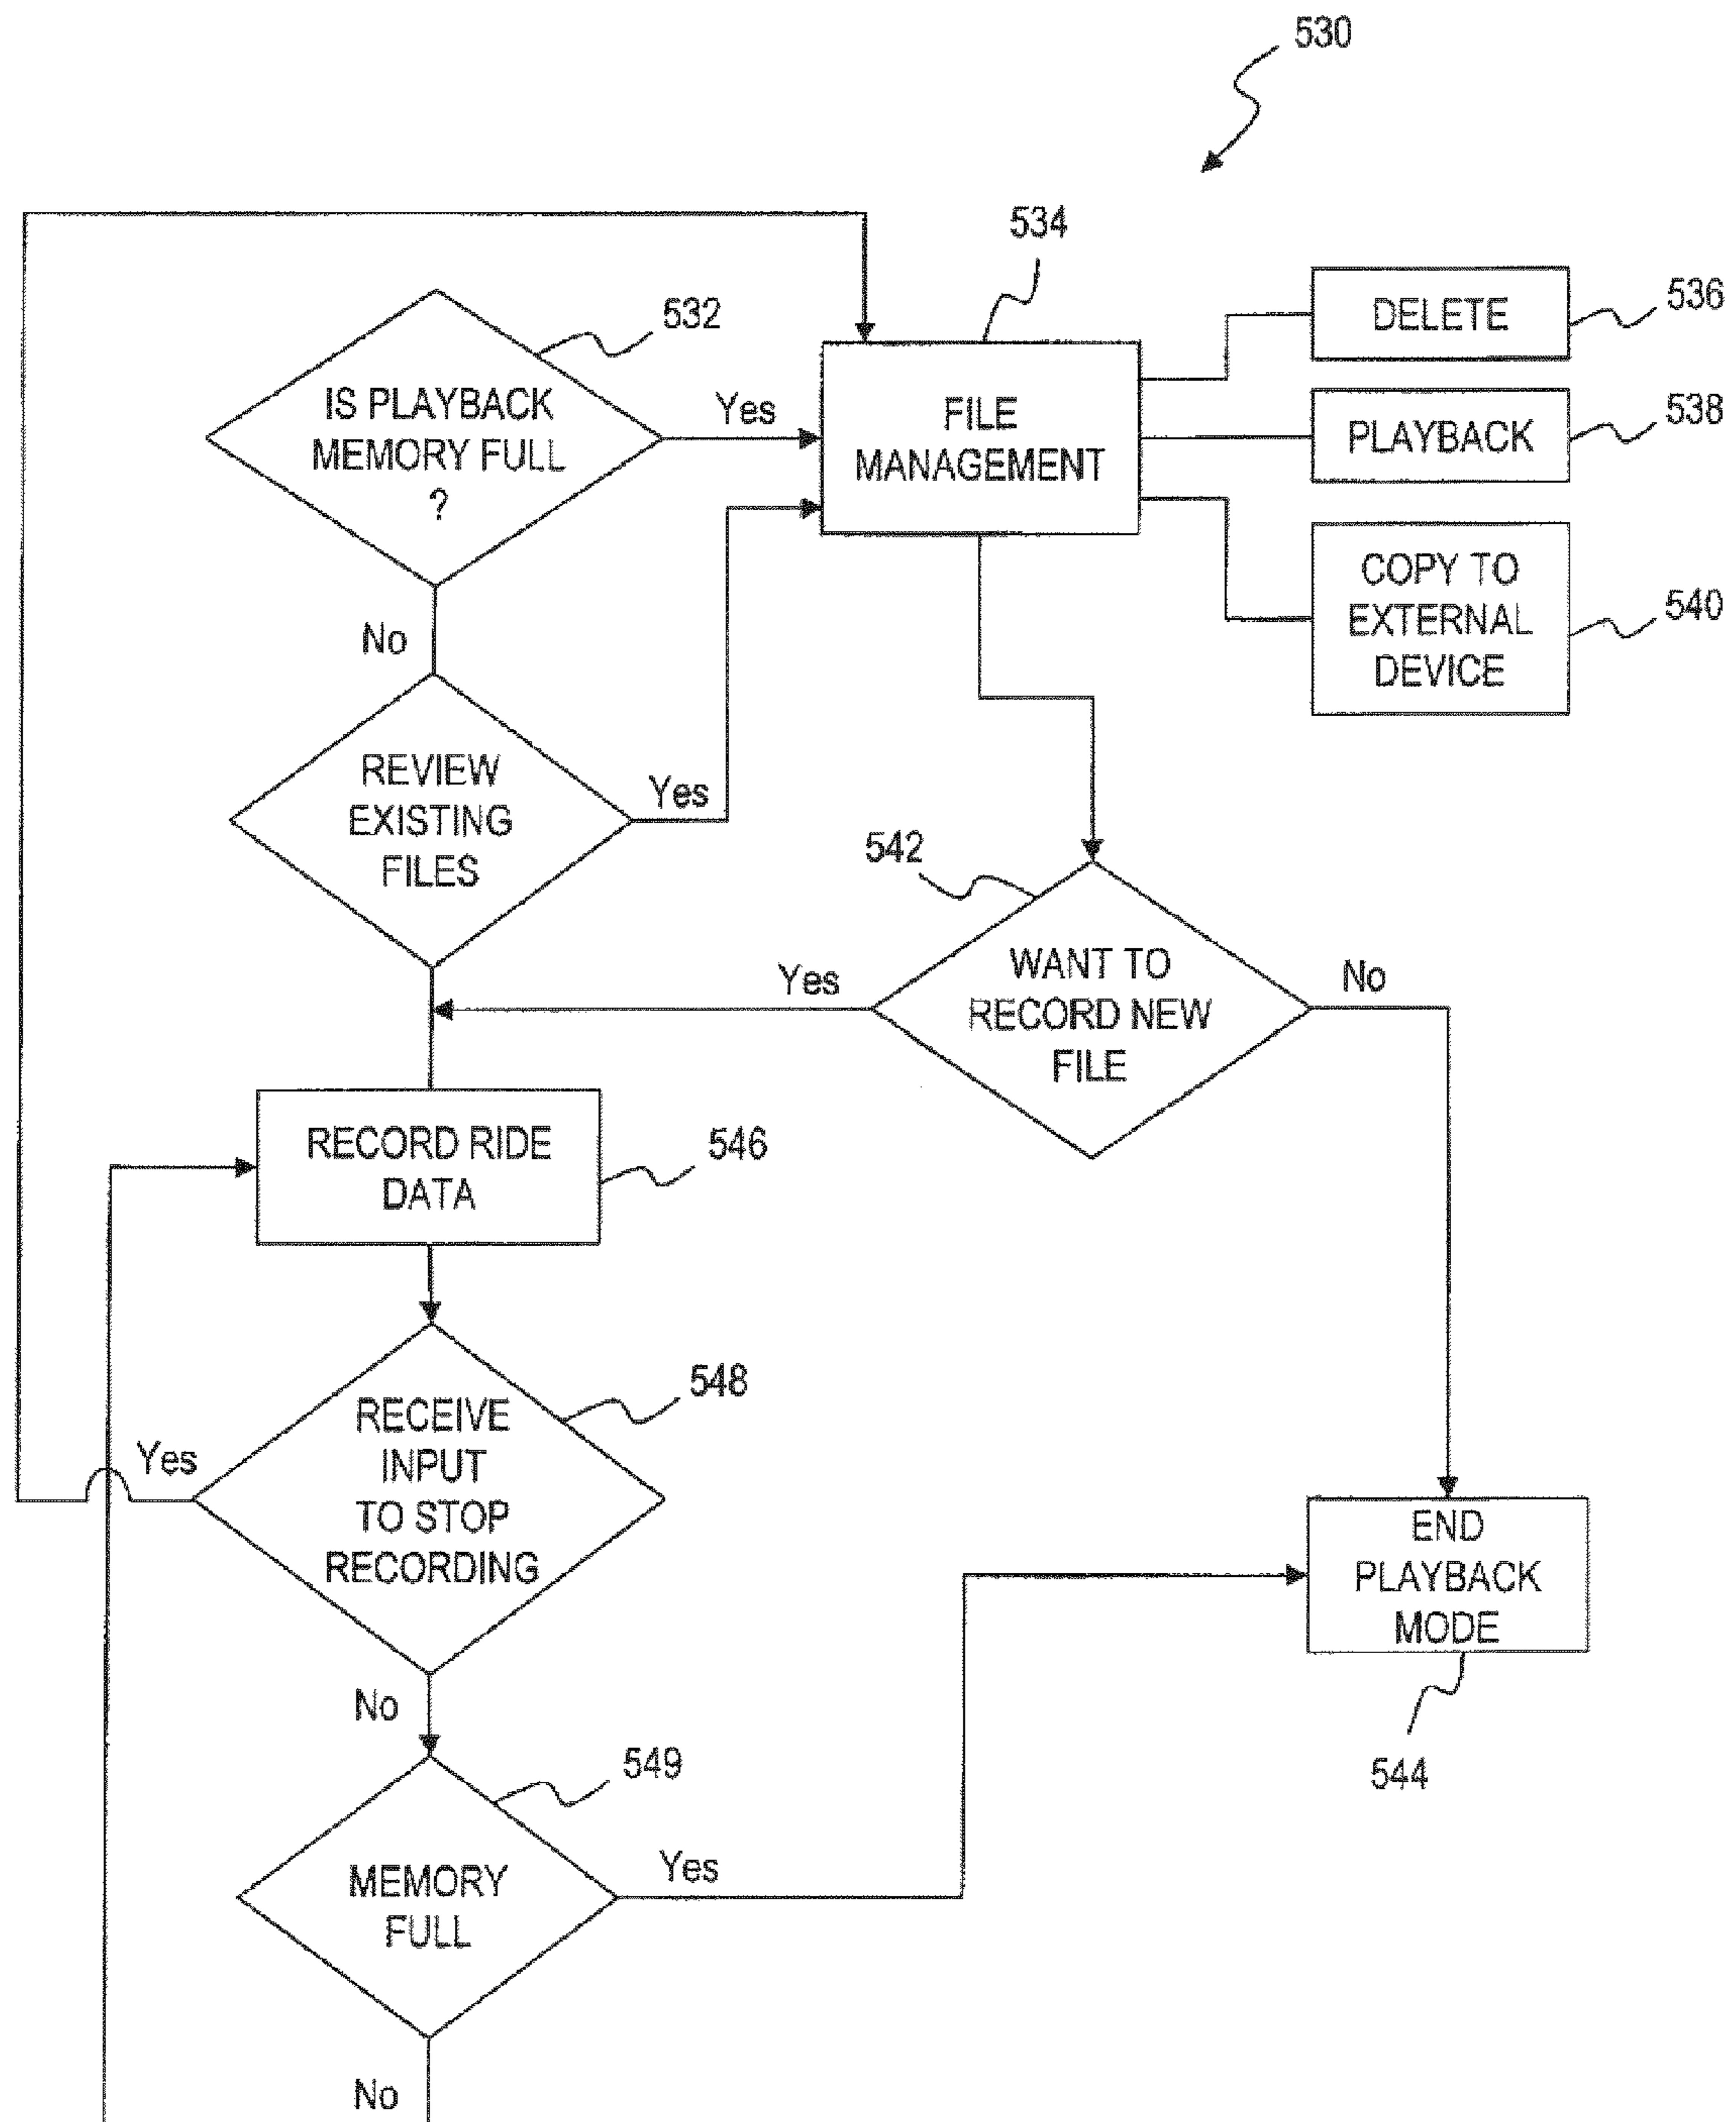 530
534
532
IS PLAYBACK
MEMORY FULL
?
Yes
FILE
MANAGEMENT
DELETE
536
PLAYBACK
538
COPY TO
EXTERNAL
DEVICE
540
No
REVIEW
EXISTING
FILES
Yes
542
WANT TO
RECORD NEW
FILE
Yes
No
RECORD RIDE
DATA
546
548
RECEIVE
INPUT
TO STOP
RECORDING
Yes
No
END
PLAYBACK
MODE
544
549
MEMORY
FULL
Yes
No